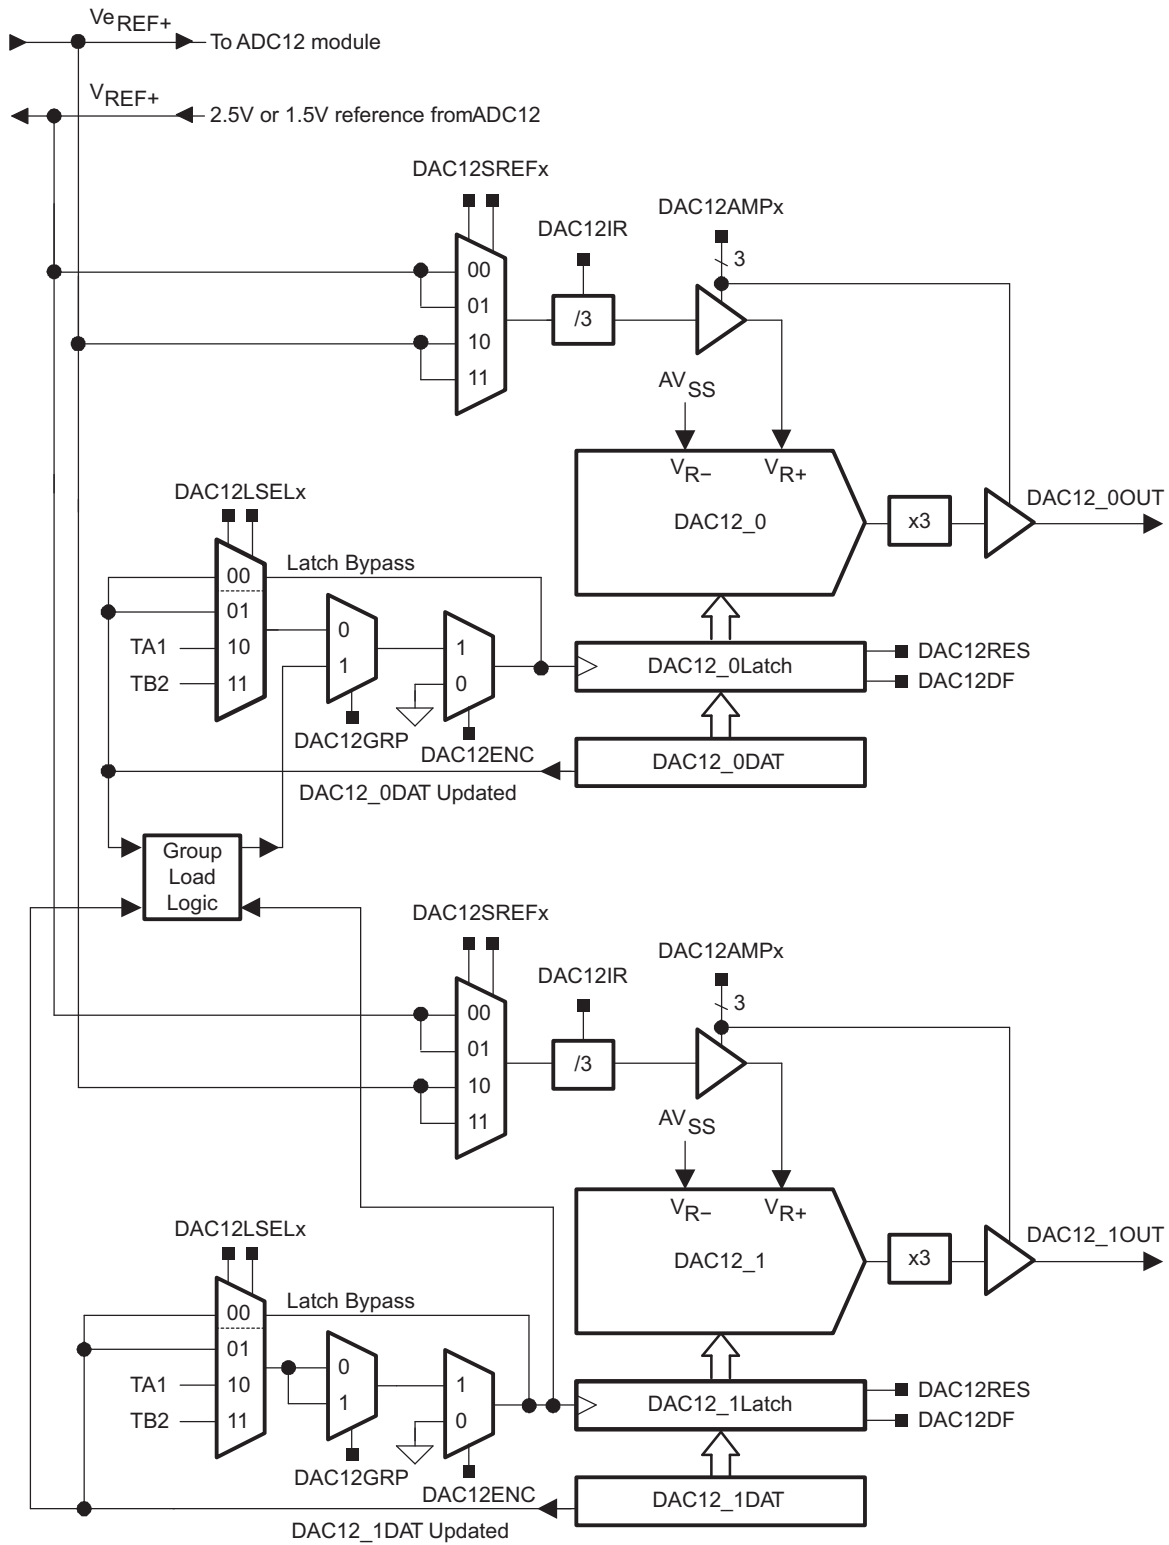 VeREF+
To ADC12 module
VREF+
2.5V or 1.5V reference fromADC12
DAC12SREFx
DAC12IR
DAC12AMPx
3
00
01
10
11
/3
AVSS
VR−
VR+
DAC12_0
x3
DAC12_0OUT
DAC12LSELx
Latch Bypass
00
01
TA1
10
TB2
11
0
1
1
0
DAC12GRP
DAC12ENC
DAC12_0Latch
DAC12RES
DAC12DF
DAC12_0DAT
DAC12_0DAT Updated
Group
Load
Logic
DAC12SREFx
DAC12IR
DAC12AMPx
3
00
01
10
11
/3
AVSS
VR−
VR+
DAC12_1
x3
DAC12_1OUT
DAC12LSELx
Latch Bypass
00
01
TA1
10
TB2
11
0
1
1
0
DAC12GRP
DAC12ENC
DAC12_1Latch
DAC12RES
DAC12DF
DAC12_1DAT
DAC12_1DAT Updated